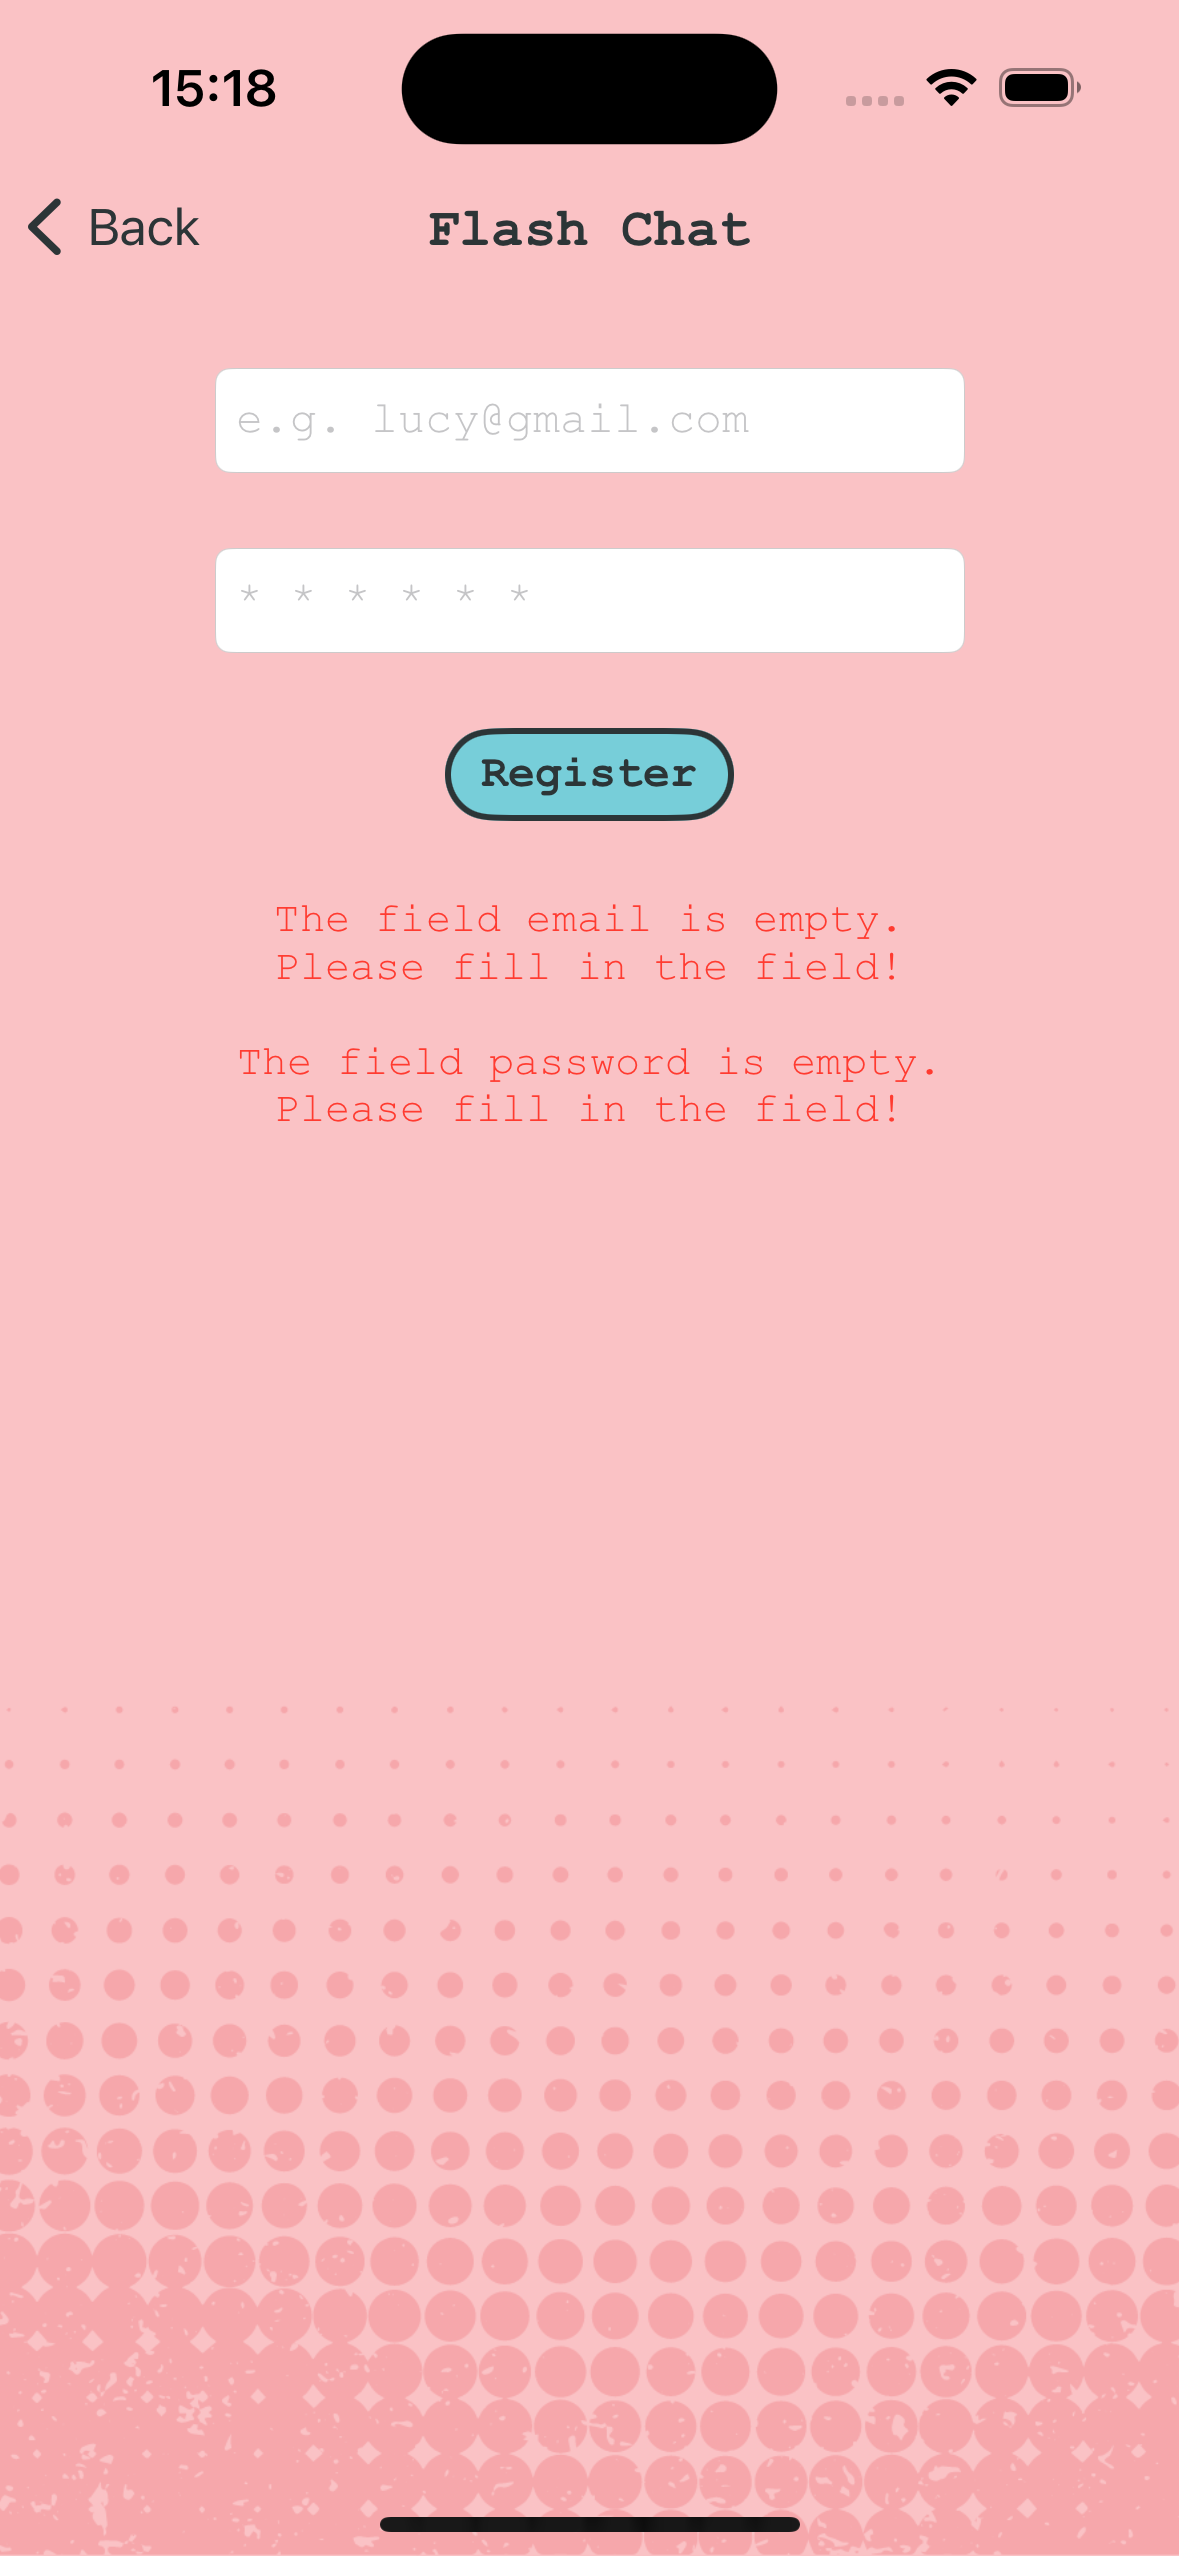 15:18
Back
Flash Chat
e.g. lucy@gmail.com
* * * * * *
Register
The field email is empty.
Please fill in the field!
The field password is empty.
Please fill in the field!